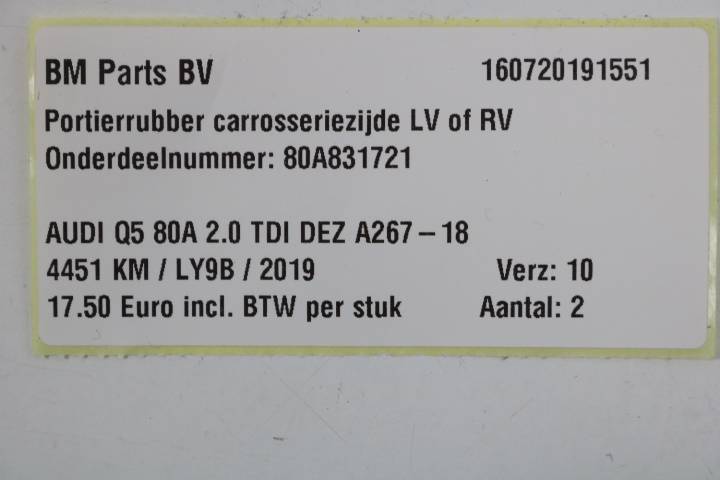 BM Parts BV 160720191551
Portierrubber carrosseriezijde LV of RV
Onderdeelnummer: 80A831721
AUDI Q5 80A 2.0 TDI DEZ A267 – 18
4451 KM / LY9B / 2019 Verz: 10
17.50 Euro incl. BTW per stuk Aantal: 2